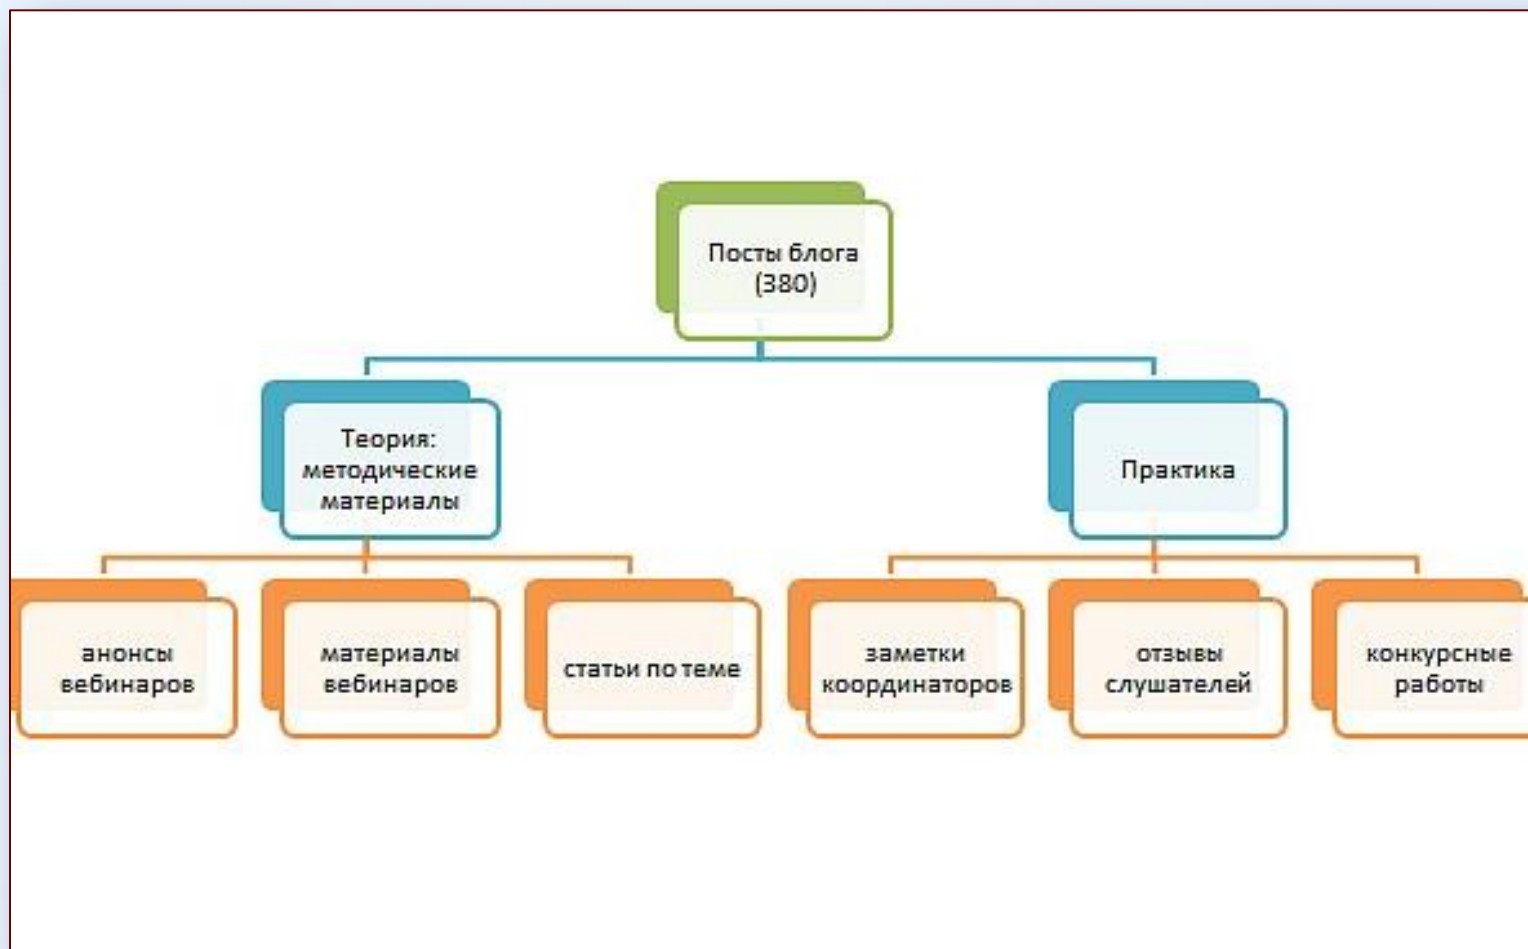 Посты блога
(380)
Теория:
методические
материалы
Практика
анонсы
вебинаров
материалы
вебинаров
статьи по теме
заметки
координаторов
отзывы
слушателей
конкурсные
работы